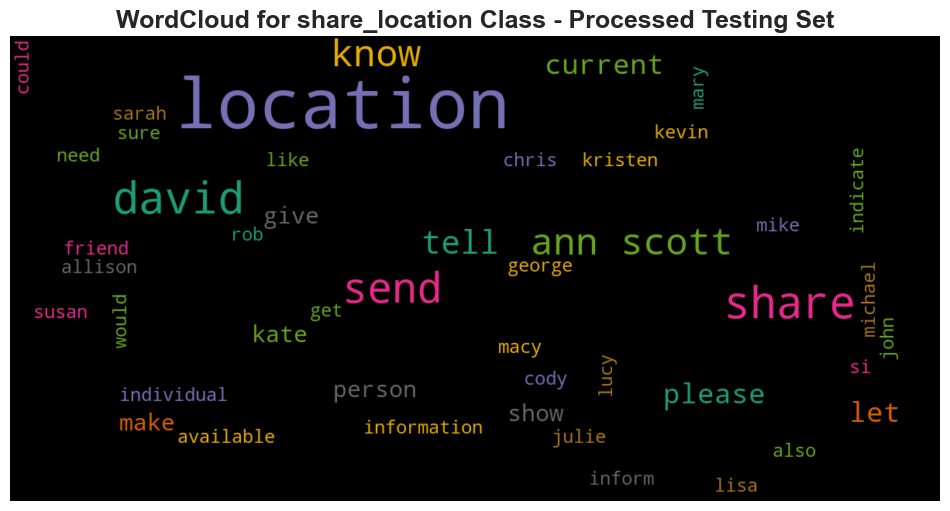 WordCloud for share_location Class - Processed Testing Set
could
know
current
location
mary
sarah
sure
kevin
need
like
chris
kristen
indicate
david
give
rob
tell
ann scott
mike
friend
allison
george
send
share
michael
susan
would
get
kate
john
macy
lucy
si
cody
individual
person
please
make
show
let
available
information
julie
also
inform
lisa